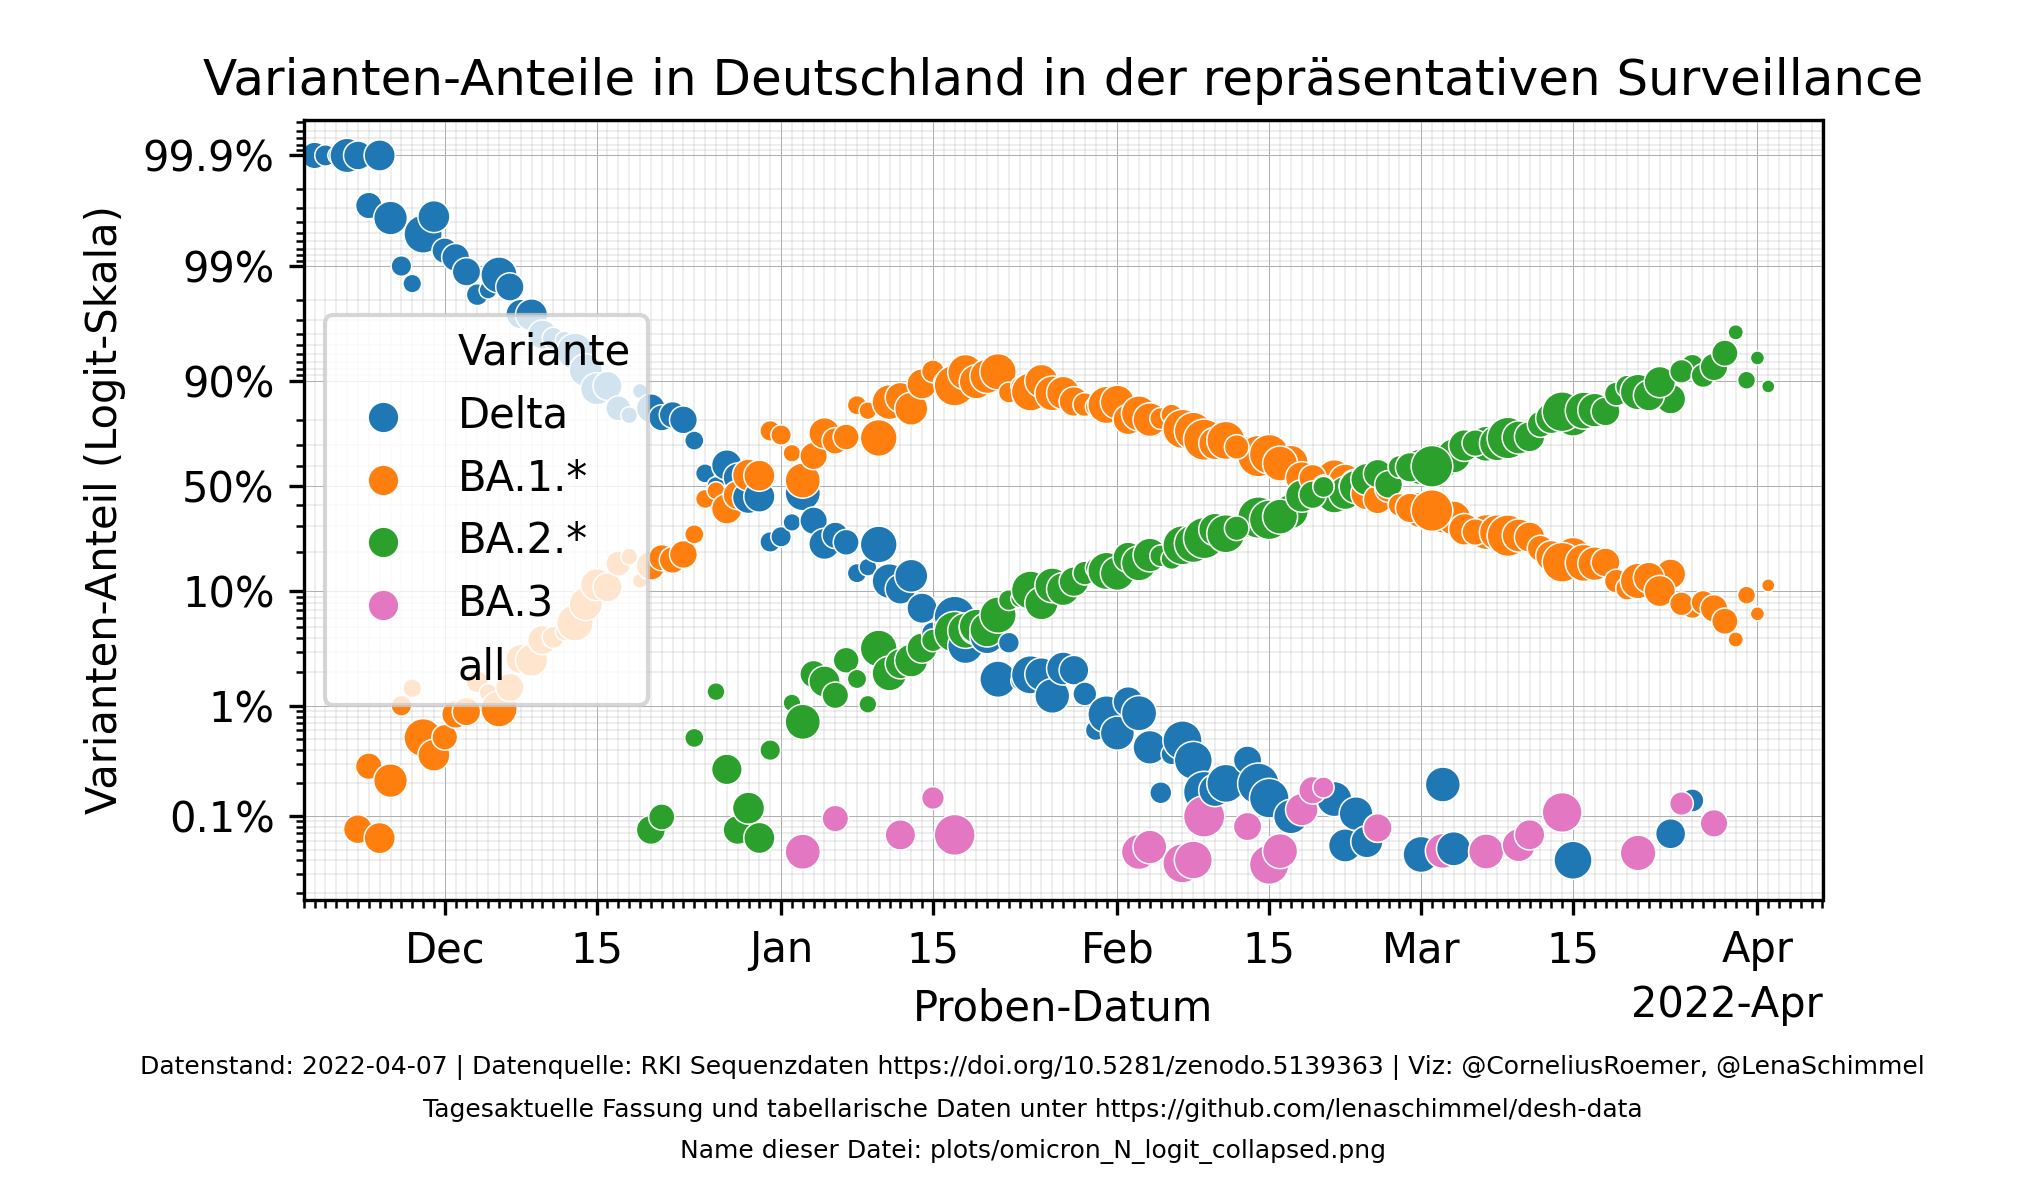 Varianten-Anteile in Deutschland in der repräsentativen Surveillance
Varianten-Anteil (Logit-Skala)
99.9%
99%
90%
50%
10%
1%
0.1%
Variante
Delta
BA.1.*
BA.2.*
BA.3
all
Dec 15 Jan 15 Feb 15 Mar 15 Apr
Proben-Datum
2022-Apr
Datenstand: 2022-04-07 | Datenquelle: RKI Sequenzdaten https://doi.org/10.5281/zenodo.5139363 | Viz: @CorneliusRoemer, @LenaSchimmel
Tagesaktuelle Fassung und tabellarische Daten unter https://github.com/lenaschimmel/desh-data
Name dieser Datei: plots/omicron_N_logit_collapsed.png